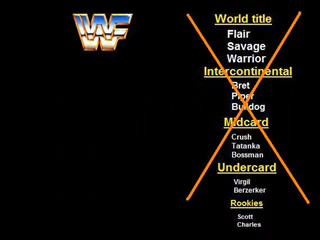 WF
World title
Flair
Savage
Warrior
Intercontinental
Bret
Piper
Bulldog
Midcard
Crush
Tatanka
Bossman
Undercard
Virgil
Berzerker
Rookies
Scott
Charles